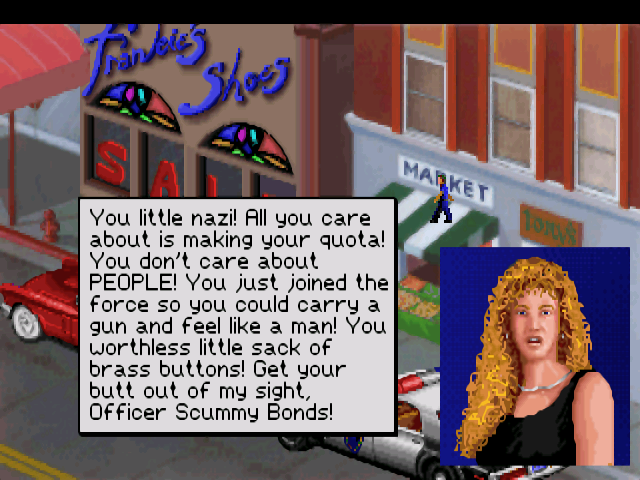 Frankie's
Shoes
SAL
MARKET
Tony's
You little nazi! All you care
about is making your quota!
You don't care about
PEOPLE! You just joined the
force so you could carry a
gun and feel like a man! You
worthless little sack of
brass buttons! Get your
butt out of my sight,
Officer Scummy Bonds!